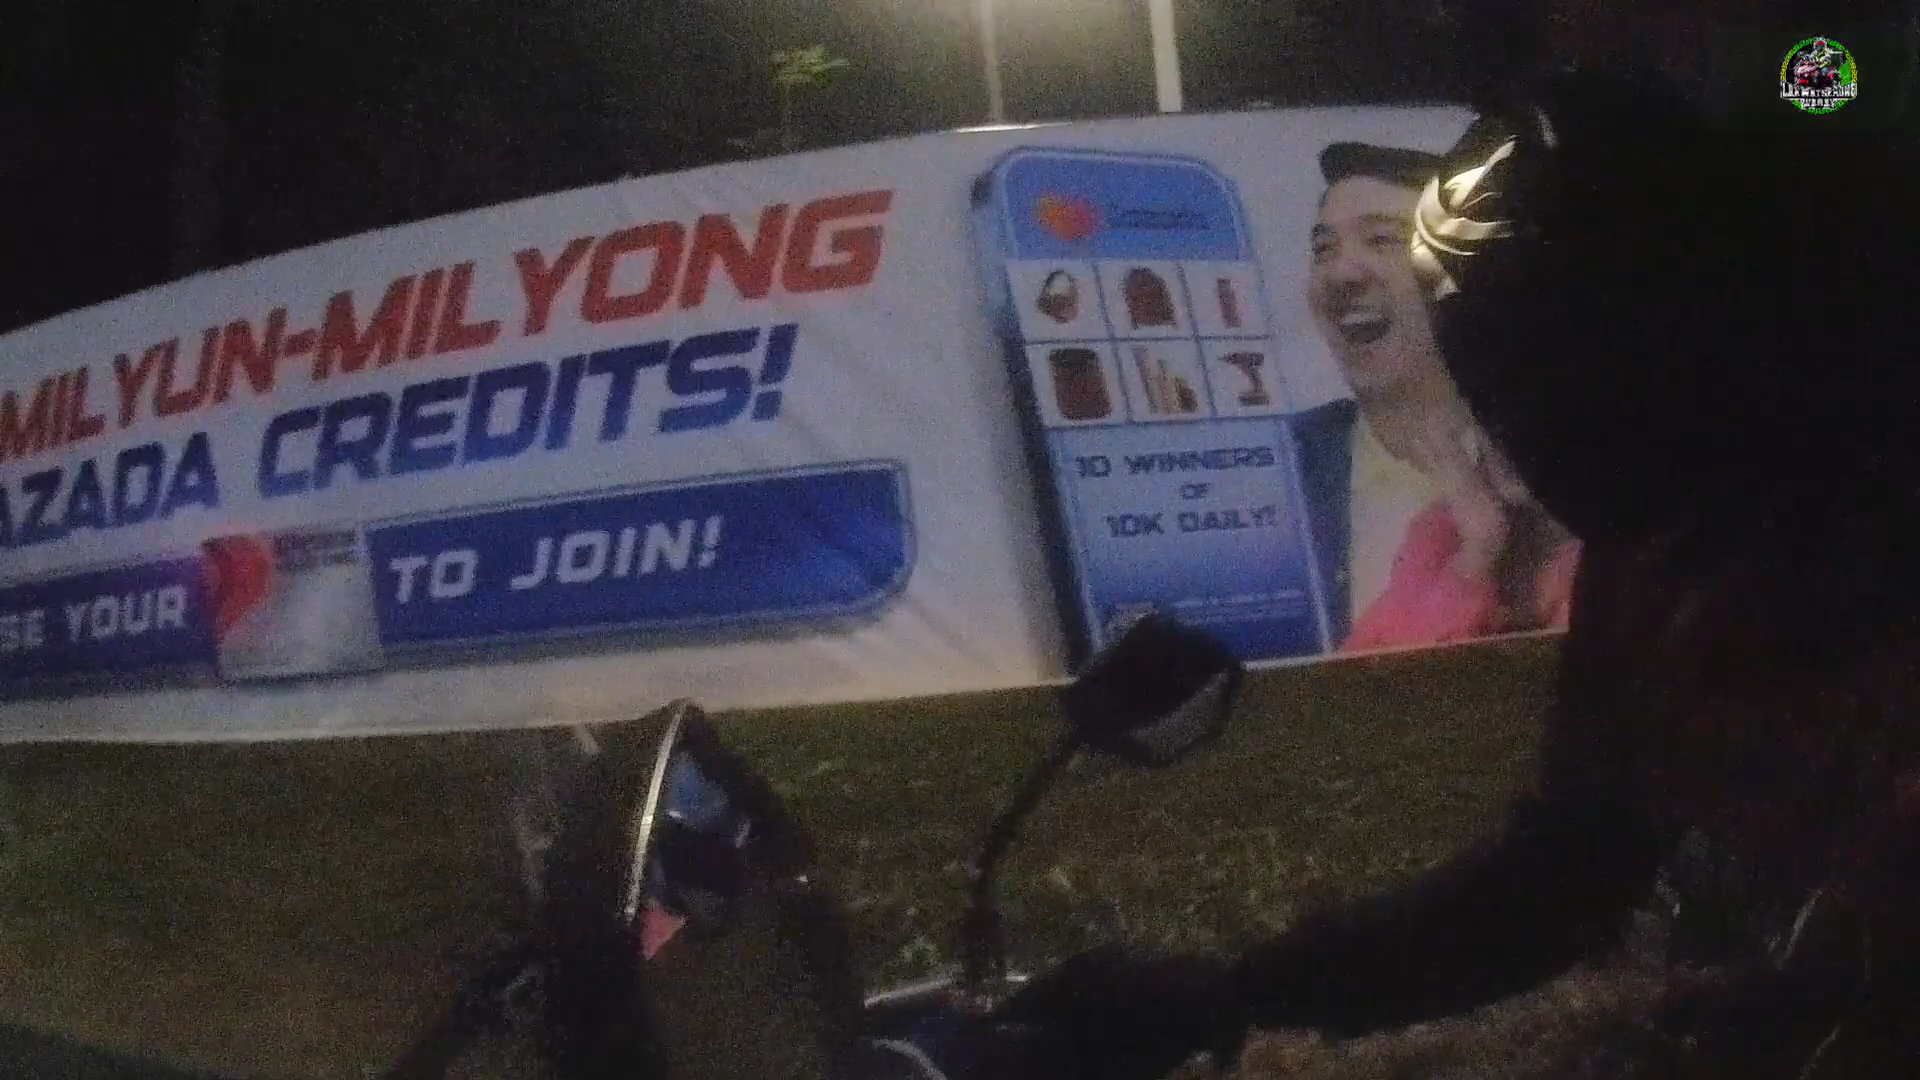 MILYUN-MILYONG
AZADA CREDITS!
SE YOUR
TO JOIN!
10 WINNERS
OF
10K DAILY!